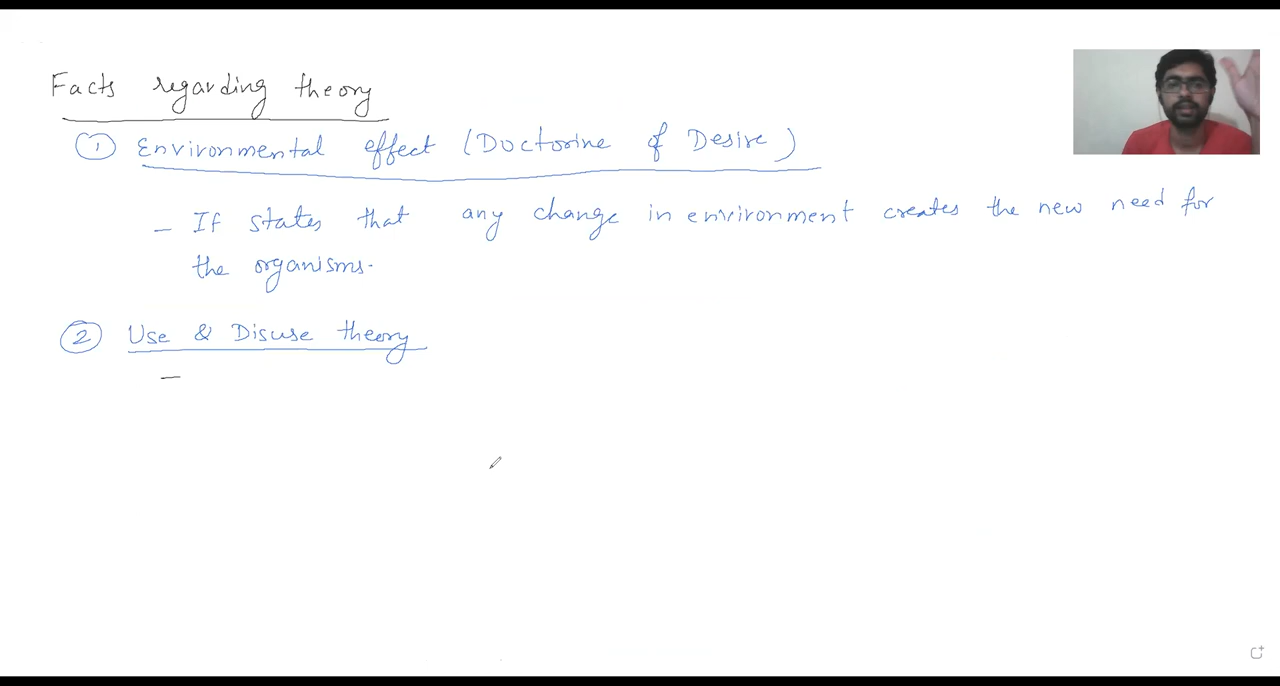 Facts regarding theory
① Environmental effect (Doctorine of Desire)
- If states that any change in environment creates the new need for
the organisms.
② Use & Disuse theory
-